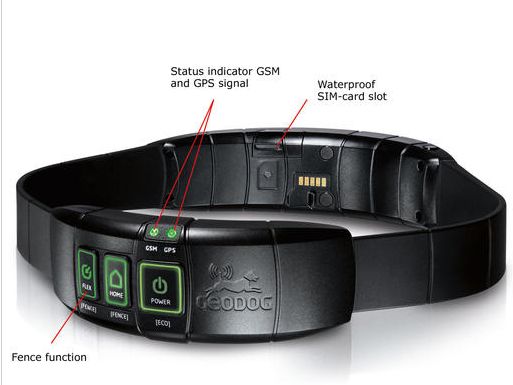 Status indicator GSM
and GPS signal
Waterproof
SIM-card slot
GSM GPS
FLEX
HOME
POWER
[FENCE]
[FENCE]
[ECO]
GEODOG
Fence function